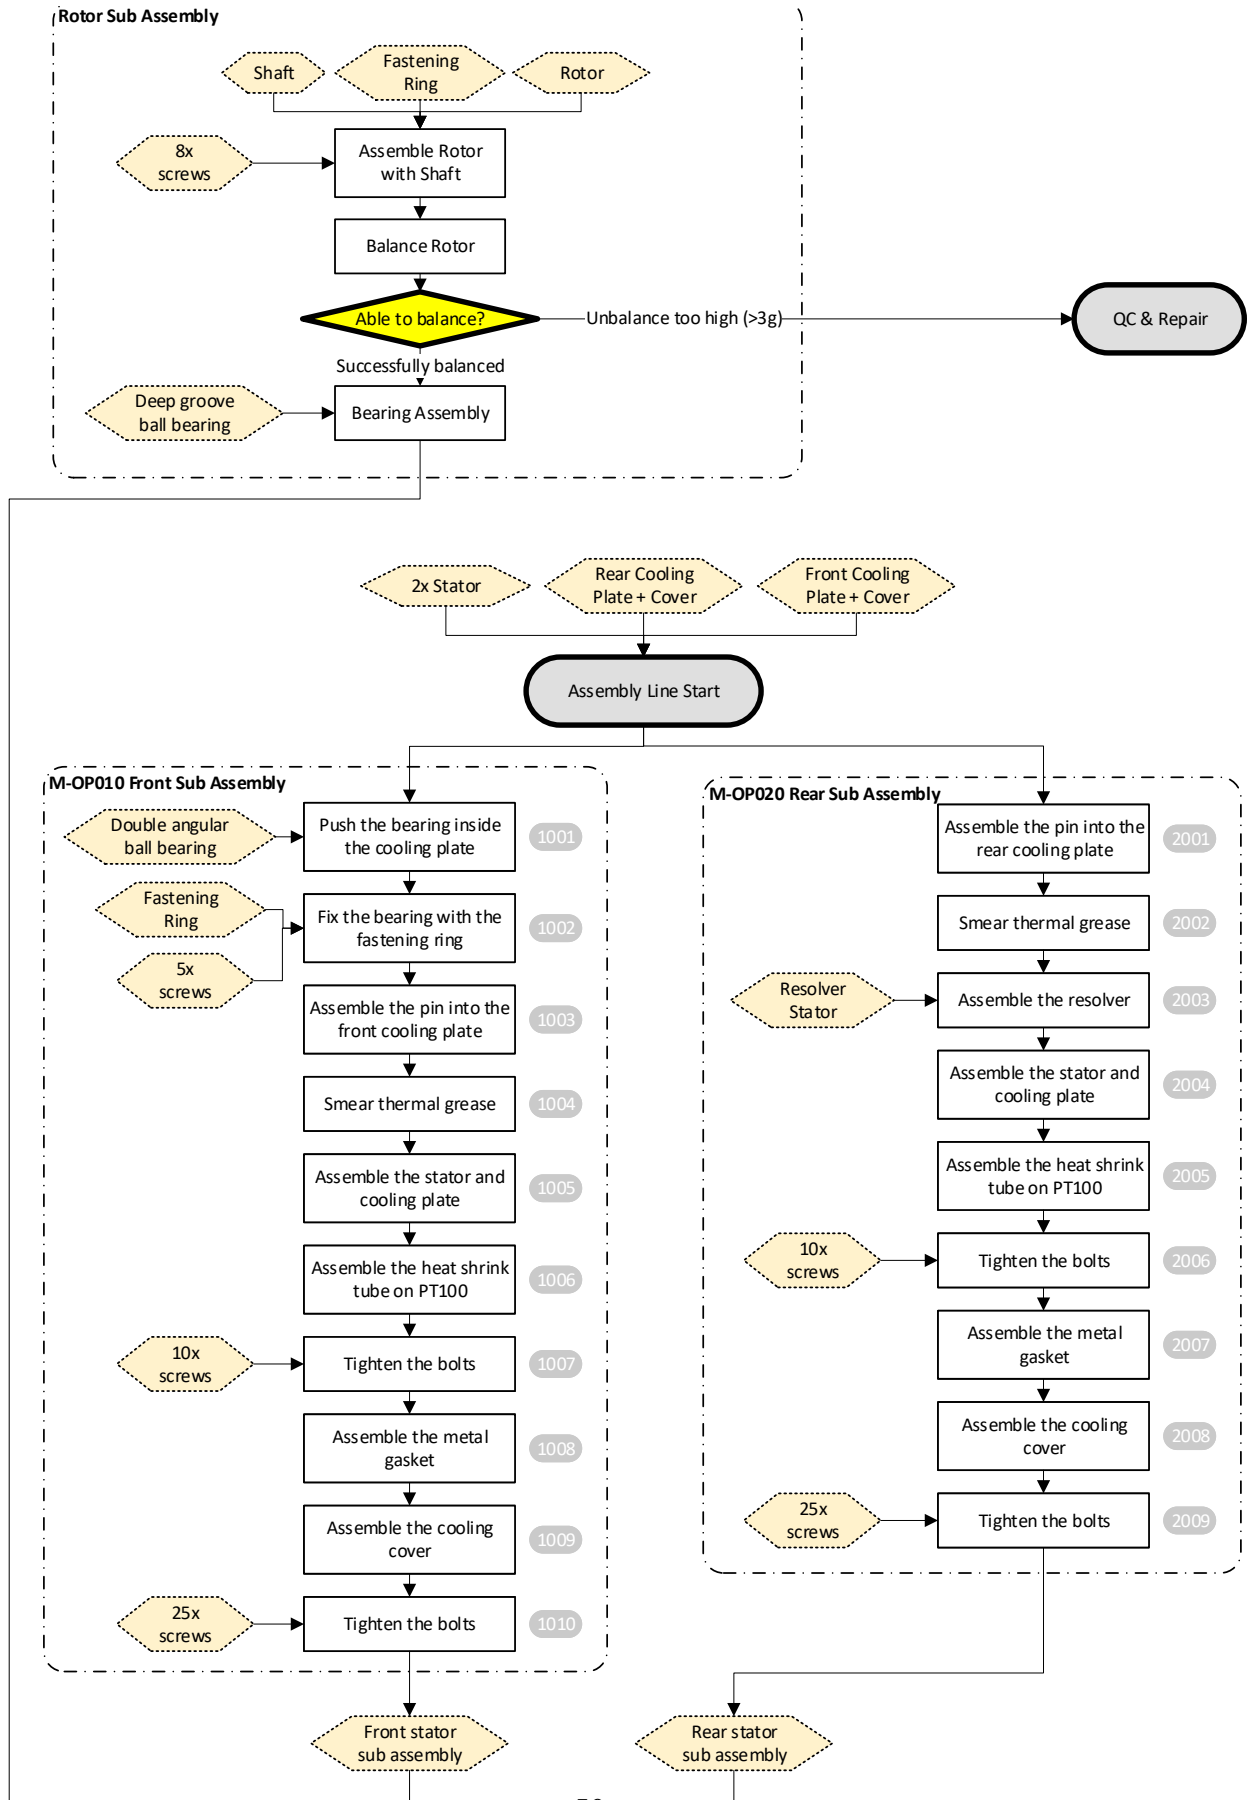 Rotor Sub Assembly
Shaft
Fastening
Ring
Rotor
8x
screws
Assemble Rotor
with Shaft
Balance Rotor
Able to balance?
Unbalance too high (>3g)
QC & Repair
Successfully balanced
Deep groove
ball bearing
Bearing Assembly
2x Stator
Rear Cooling
Plate + Cover
Front Cooling
Plate + Cover
Assembly Line Start
M-OP010 Front Sub Assembly
Double angular
ball bearing
Push the bearing inside
the cooling plate
1001
Fastening
Ring
5x
screws
Fix the bearing with the
fastening ring
1002
Assemble the pin into the
front cooling plate
1003
Smear thermal grease
1004
Assemble the stator and
cooling plate
1005
Assemble the heat shrink
tube on PT100
1006
10x
screws
Tighten the bolts
1007
Assemble the metal
gasket
1008
Assemble the cooling
cover
1009
25x
screws
Tighten the bolts
1010
Front stator
sub assembly
M-OP020 Rear Sub Assembly
Assemble the pin into the
rear cooling plate
2001
Smear thermal grease
2002
Resolver
Stator
Assemble the resolver
2003
Assemble the stator and
cooling plate
2004
Assemble the heat shrink
tube on PT100
2005
10x
screws
Tighten the bolts
2006
Assemble the metal
gasket
2007
Assemble the cooling
cover
2008
25x
screws
Tighten the bolts
2009
Rear stator
sub assembly